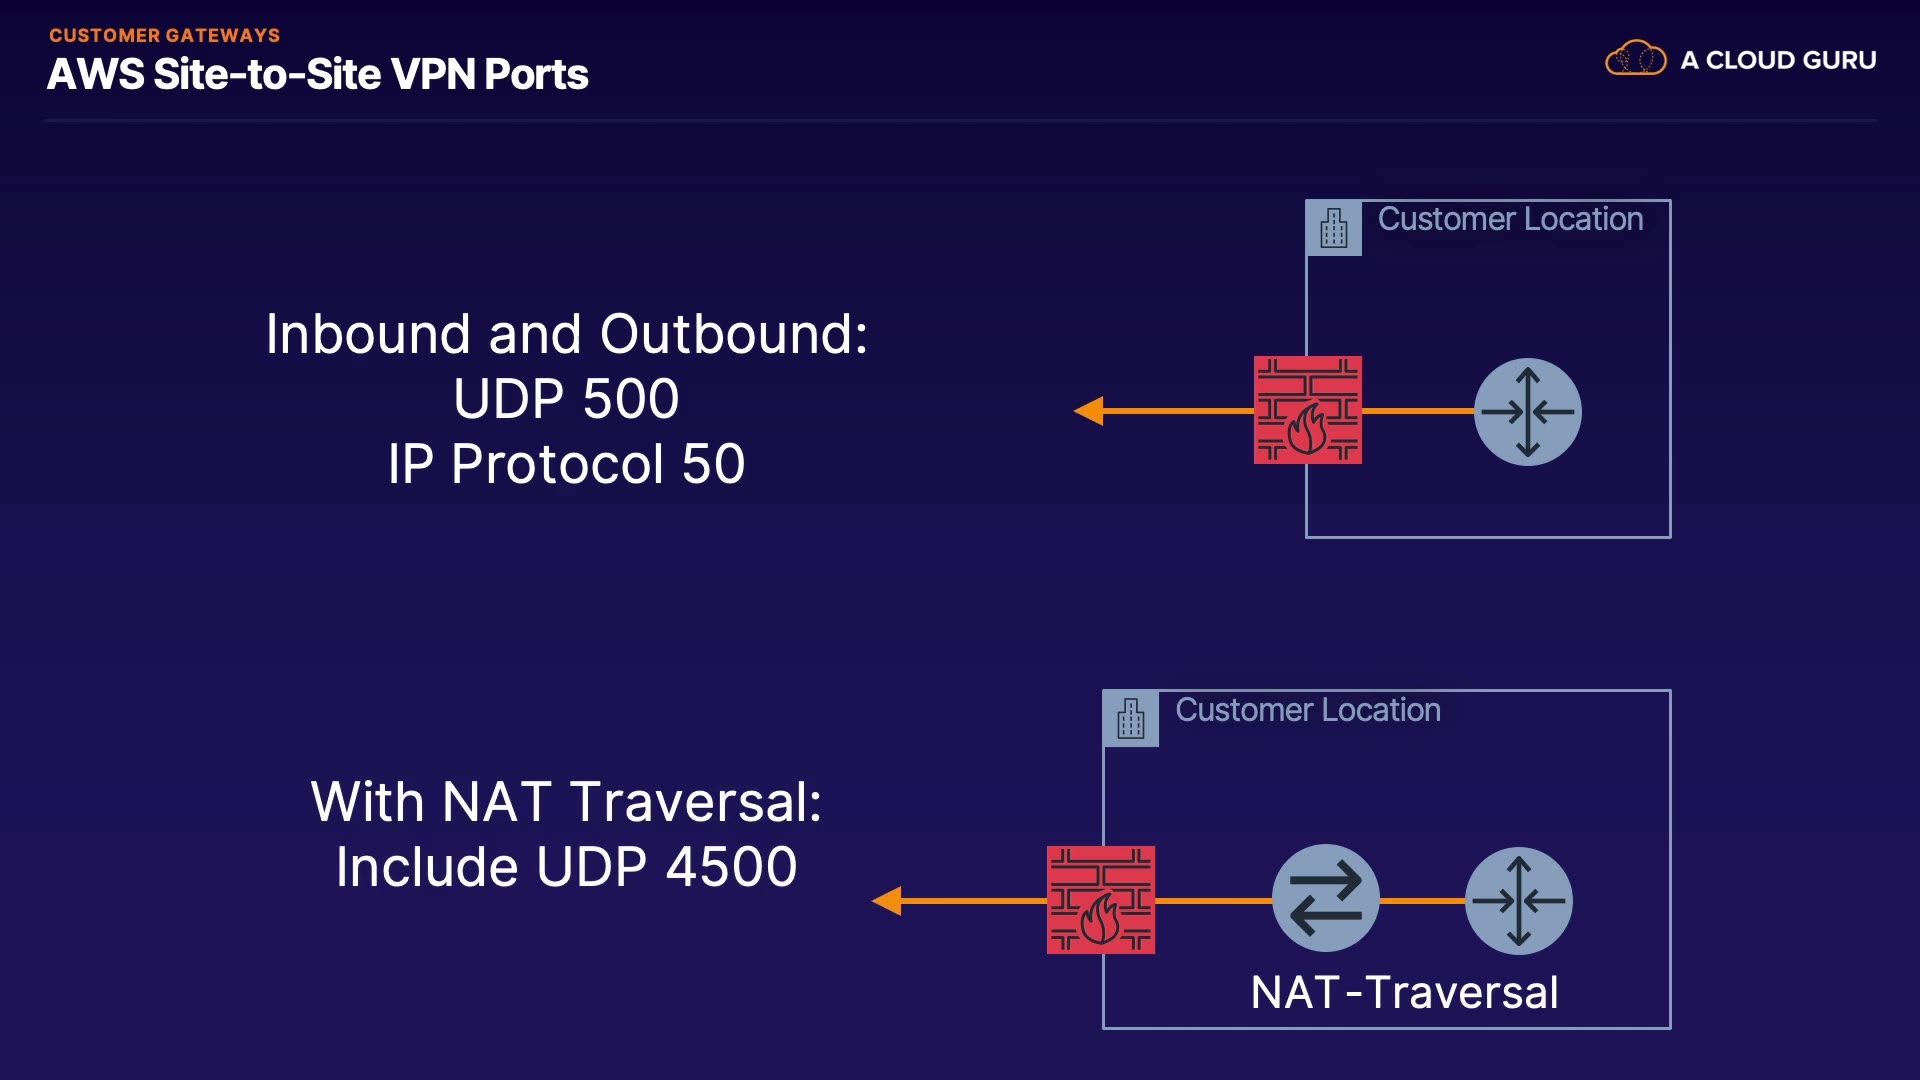 CUSTOMER GATEWAYS
AWS Site-to-Site VPN Ports
A CLOUD GURU
Customer Location
Inbound and Outbound:
UDP 500
IP Protocol 50
Customer Location
With NAT Traversal:
Include UDP 4500
NAT-Traversal